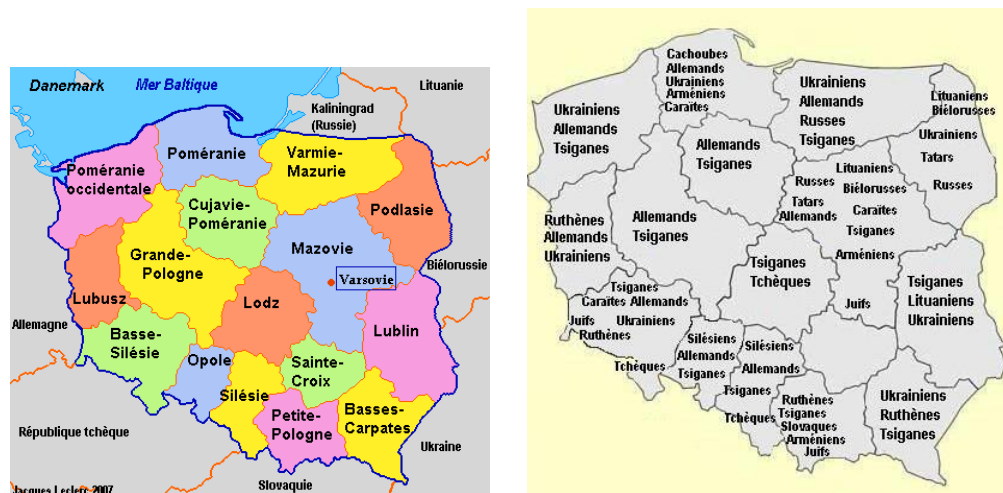 Danemark
Mer Baltique
Lituanie
Kaliningrad
(Russie)
Poméranie
occidentale
Poméranie
Varmie-
Mazurie
Cujavie-
Poméranie
Podlasie
Grande-
Pologne
Mazovie
Biélorussie
Varsovie
Lubusz
Lodz
Allemagne
Lublin
Basse-
Silésie
Opole
Sainte-
Croix
Silésie
Petite-
Pologne
Basses-
Carpates
République tchèque
Ukraine
Slovaquie
Jacques Leclerc 2007
Cachoubes
Allemands
Ukrainiens
Arméniens
Caraïtes
Ukrainiens
Allemands
Tsiganes
Ukrainiens
Allemands
Russes
Tsiganes
Lituaniens
Biélorusses
Ukrainiens
Tatars
Russes
Allemands
Tsiganes
Lituaniens
Russes
Biélorusses
Tatars
Allemands
Caraïtes
Tsiganes
Arméniens
Juifs
Ruthènes
Allemands
Ukrainiens
Allemands
Tsiganes
Tsiganes
Tchèques
Tsiganes
Lituaniens
Ukrainiens
Tsiganes
Caraïtes Allemands
Juifs
Ukrainiens
Ruthènes
Tchèques
Silésiens
Allemands
Tsiganes
Silésiens
Allemands
Tsiganes
Tchèques
Ruthènes
Tsiganes
Slovaques
Arméniens
Juifs
Ukrainiens
Ruthènes
Tsiganes